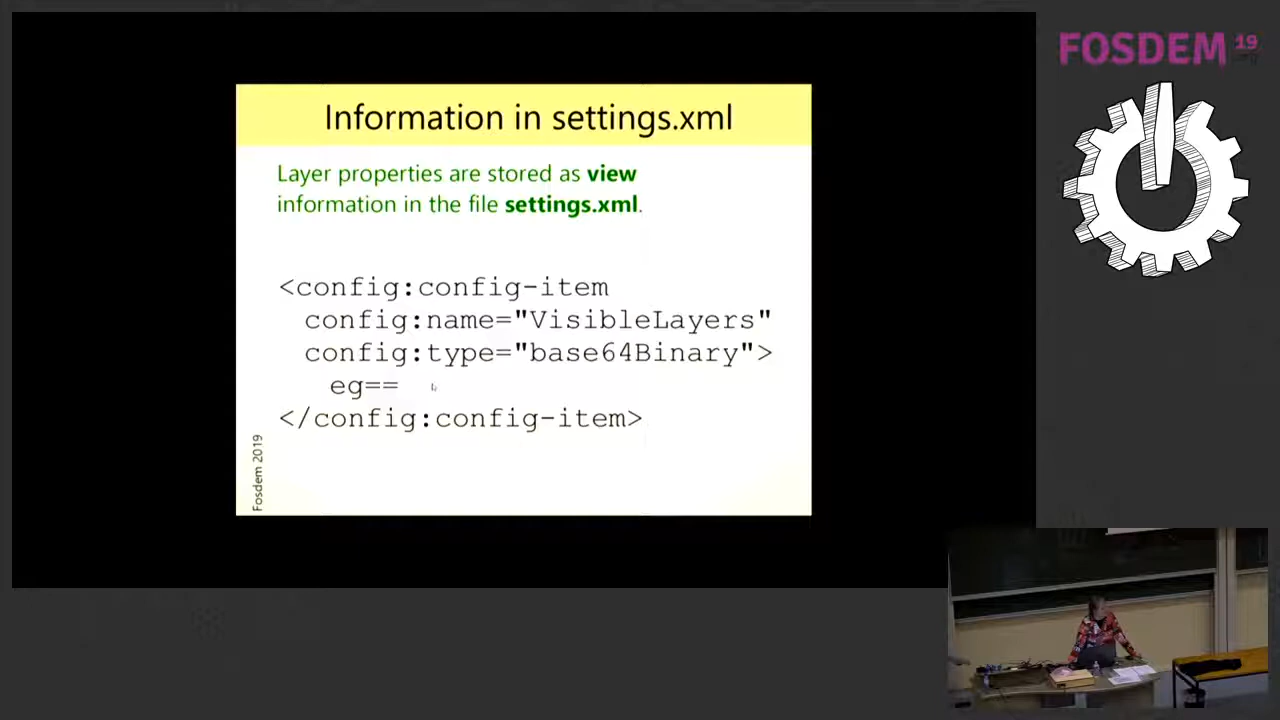 FOSDEM 19
Information in settings.xml
Layer properties are stored as view
information in the file settings.xml.
<config:config-item
config:name="VisibleLayers"
config:type="base64Binary">
eg==
</config:config-item>
Fosdem 2019